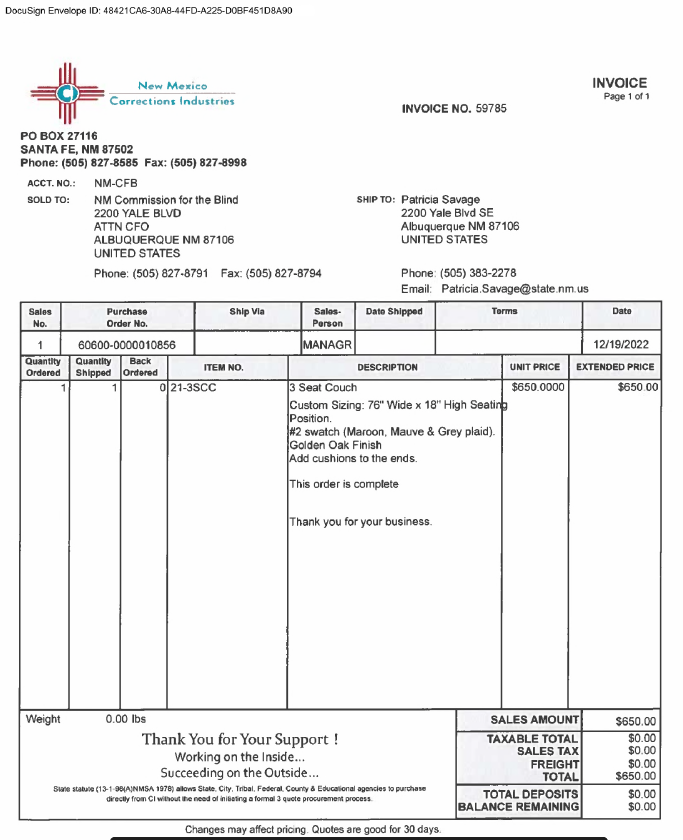 DocuSign Envelope ID: 48421CA6-30A8-44FD-A225-D0BF451D8A90
New Mexico
Corrections Industries
INVOICE
Page 1 of 1
INVOICE NO. 59785
PO BOX 27116
SANTA FE, NM 87502
Phone: (505) 827-8585 Fax: (505) 827-8998
ACCT. NO.: NM-CFB
SOLD TO: NM Commission for the Blind
2200 YALE BLVD
ATTN CFO
ALBUQUERQUE NM 87106
UNITED STATES
Phone: (505) 827-8791 Fax: (505) 827-8794
SHIP TO: Patricia Savage
2200 Yale Blvd SE
Albuquerque NM 87106
UNITED STATES
Phone: (505) 383-2278
Email: Patricia.Savage@state.nm.us
Sales No. Purchase Order No. Ship Via Sales-Person Date Shipped Terms Date
1 60600-0000010856 MANAGR 12/19/2022
Quantity Ordered Quantity Shipped Back Ordered ITEM NO. DESCRIPTION UNIT PRICE EXTENDED PRICE
1 1 0 21-3SCC 3 Seat Couch $650.0000 $650.00
Custom Sizing: 76" Wide x 18" High Seating
Position.
#2 swatch (Maroon, Mauve & Grey plaid).
Golden Oak Finish
Add cushions to the ends.
This order is complete
Thank you for your business.
Weight 0.00 lbs
Thank You for Your Support !
Working on the Inside...
Succeeding on the Outside...
State statute (13-1-98(A)NMSA 1978) allows State, City, Tribal, Federal, County & Educational agencies to purchase
directly from CI without the need of initiating a formal 3 quote procurement process.
SALES AMOUNT $650.00
TAXABLE TOTAL $0.00
SALES TAX $0.00
FREIGHT $0.00
TOTAL $650.00
TOTAL DEPOSITS $0.00
BALANCE REMAINING $0.00
Changes may affect pricing. Quotes are good for 30 days.